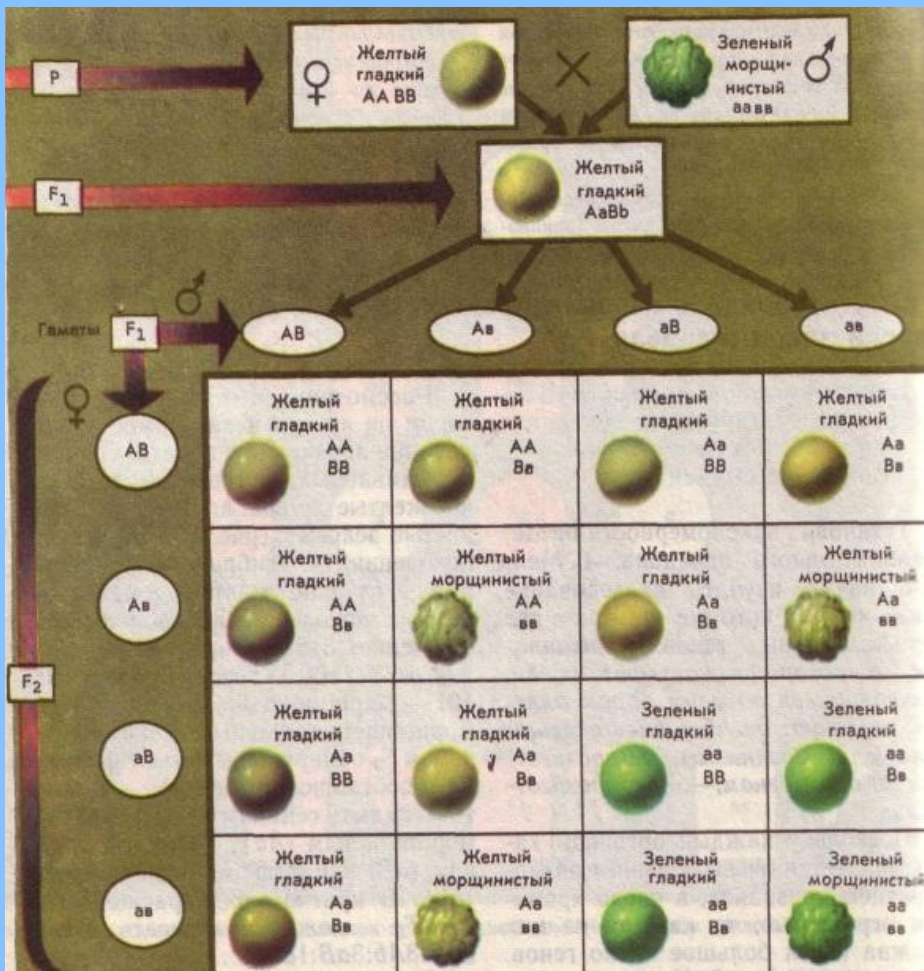 P
♀
Желтый
гладкий
АА ВВ
×
Зеленый
морщи-
нистый
аавв
♂
F₁
Желтый
гладкий
АаВb
Гаметы
F₁
♂
АВ
Ав
аВ
ав
♀
F₂
АВ
Желтый
гладкий
АА
ВВ
Желтый
гладкий
АА
Вв
Желтый
гладкий
Аа
ВВ
Желтый
гладкий
Аа
Вв
Ав
Желтый
гладкий
АА
Вв
Желтый
морщинистый
АА
вв
Желтый
гладкий
Аа
Вв
Желтый
морщинистый
Аа
вв
аВ
Желтый
гладкий
Аа
ВВ
Желтый
гладкий
Аа
Вв
Зеленый
гладкий
аа
ВВ
Зеленый
гладкий
аа
Вв
ав
Желтый
гладкий
Аа
Вв
Желтый
морщинистый
Аа
вв
Зеленый
гладкий
аа
Вв
Зеленый
морщинистый
аа
вв